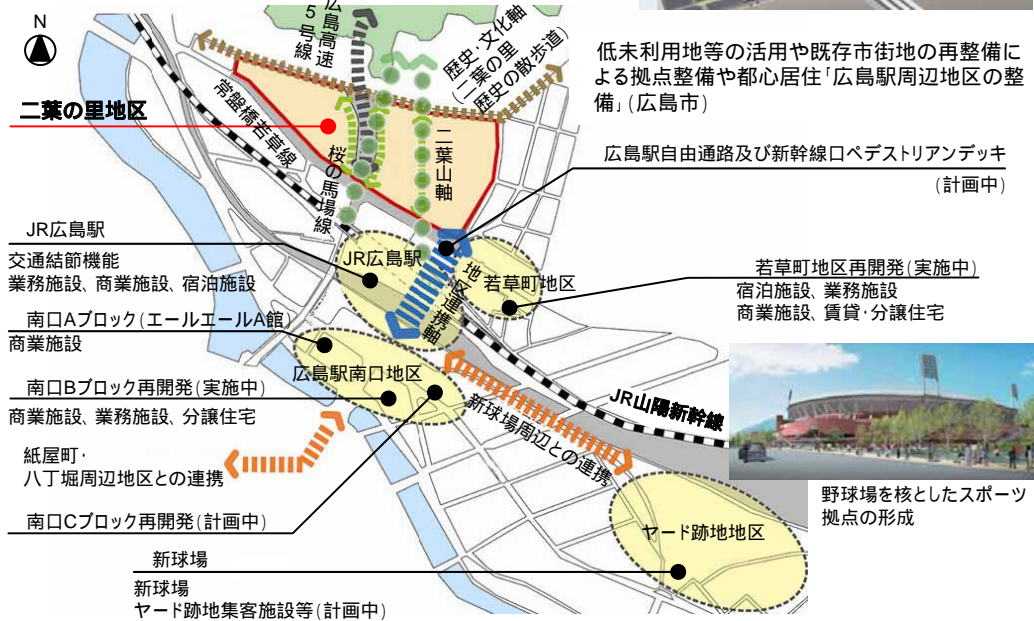 N
広島高速
5号線
歴史・文化軸
(二葉の里
歴史の散歩道)
低未利用地等の活用や既存市街地の再整備に
よる拠点整備や都心居住「広島駅周辺地区の整
備」(広島市)
二葉の里地区
常盤橋若草線
桜の馬場線
二葉山軸
広島駅自由通路及び新幹線口ペデストリアンデッキ
(計画中)
JR広島駅
交通結節機能
業務施設、商業施設、宿泊施設
JR広島駅
地区連携軸
若草町地区
若草町地区再開発(実施中)
宿泊施設、業務施設
商業施設、賃貸・分譲住宅
南口Aブロック(エールエールA館)
商業施設
広島駅南口地区
南口Bブロック再開発(実施中)
商業施設、業務施設、分譲住宅
JR山陽新幹線
新球場周辺との連携
紙屋町・
八丁堀周辺地区との連携
野球場を核としたスポーツ
拠点の形成
南口Cブロック再開発(計画中)
ヤード跡地地区
新球場
新球場
ヤード跡地集客施設等(計画中)